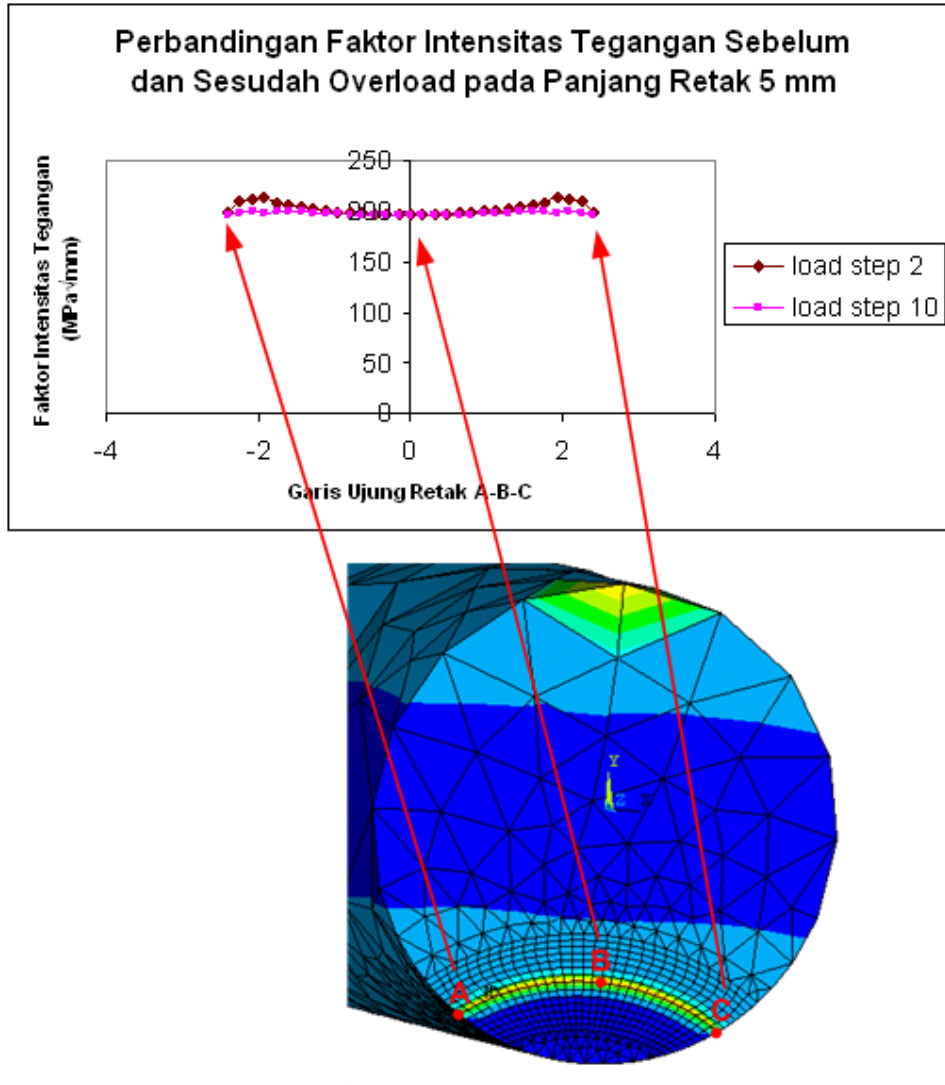 Perbandingan Faktor Intensitas Tegangan Sebelum
dan Sesudah Overload pada Panjang Retak 5 mm
Faktor Intensitas Tegangan
(MPa√mm)
250
200
150
100
50
0
-4
-2
0
2
4
Garis Ujung Retak A-B-C
load step 2
load step 10
Y
Z
X
A
B
C